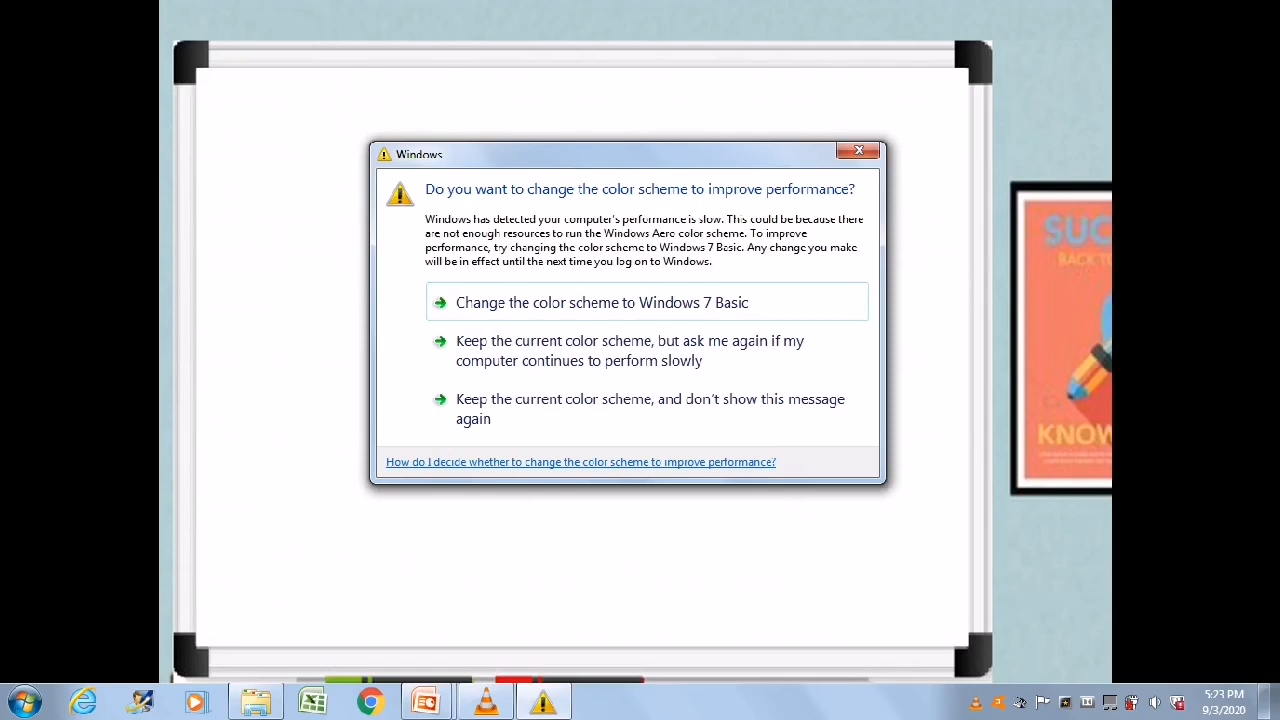 Windows
Do you want to change the color scheme to improve performance?
Windows has detected your computer's performance is slow. This could be because there
are not enough resources to run the Windows Aero color scheme. To improve
performance, try changing the color scheme to Windows 7 Basic. Any change you make
will be in effect until the next time you log on to Windows.
Change the color scheme to Windows 7 Basic
Keep the current color scheme, but ask me again if my
computer continues to perform slowly
Keep the current color scheme, and don't show this message
again
How do I decide whether to change the color scheme to improve performance?
SUC
BACK TO
KNOW
5:23 PM
9/3/2020